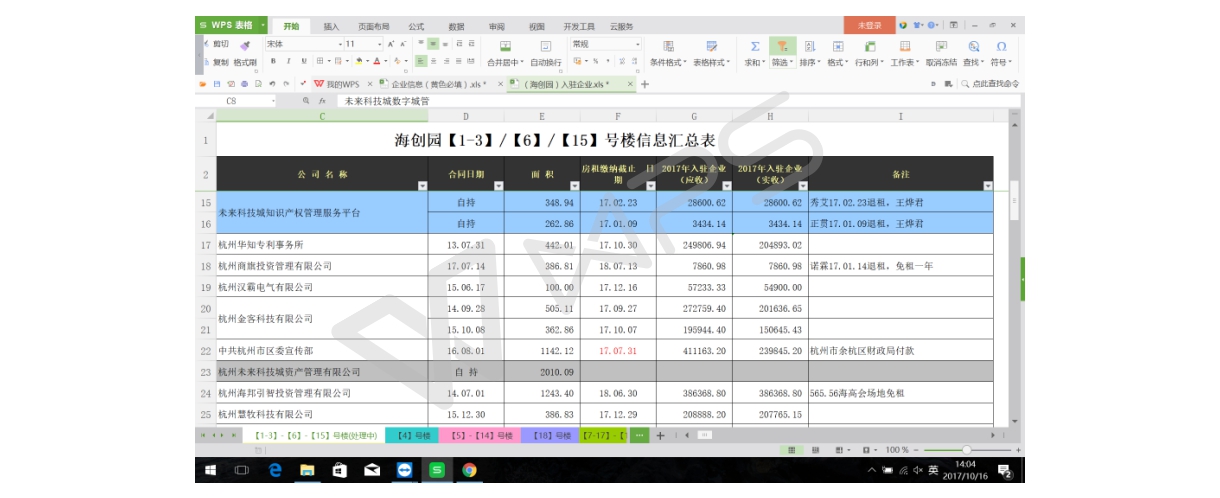 S WPS 表格 开始 插入 页面布局 公式 数据 审阅 视图 开发工具 云服务 未登录
剪切 宋体 11 常规
复制 格式刷 B I U 合并居中 自动换行 条件格式 表格样式 求和 筛选 排序 格式 行和列 工作表 取消冻结 查找 符号
我的WPS 企业信息（黄色必填）.xls * （海创园）入驻企业.xls * 点此查找命令
C8 fx 未来科技城数字城管
C D E F G H I
1 海创园【1-3】/【6】/【15】号楼信息汇总表
2 公 司 名 称 合同日期 面 积 房租缴纳截止 日期 2017年入驻企业（应收） 2017年入驻企业（实收） 备注
15 未来科技城知识产权管理服务平台 自持 348.94 17.02.23 28600.62 28600.62 秀艾17.02.23退租，王烨君
16 自持 262.86 17.01.09 3434.14 3434.14 正贯17.01.09退租，王烨君
17 杭州华知专利事务所 13.07.31 442.01 17.10.30 249806.94 204893.02
18 杭州商旗投资管理有限公司 17.07.14 386.81 18.07.13 7860.98 7860.98 诺霖17.01.14退租，免租一年
19 杭州汉霸电气有限公司 15.06.17 100.00 17.12.16 57233.33 54900.00
20 杭州金客科技有限公司 14.09.28 505.11 17.09.27 272759.40 201636.65
21 15.10.08 362.86 17.10.07 195944.40 150645.43
22 中共杭州市区委宣传部 16.08.01 1142.12 17.07.31 411163.20 239845.20 杭州市余杭区财政局付款
23 杭州未来科技城资产管理有限公司 自 持 2010.09
24 杭州海邦引智投资管理有限公司 14.07.01 1243.40 18.06.30 386368.80 386368.80 565.56海高会场地免租
25 杭州慧牧科技有限公司 15.12.30 386.83 17.12.29 208888.20 207765.15
WPS
【1-3】-【6】-【15】号楼(处理中) 【4】号楼 【5】-【14】号楼 【18】号楼 【7-17】-【 ···
100 %
英 14:04
2017/10/16 2